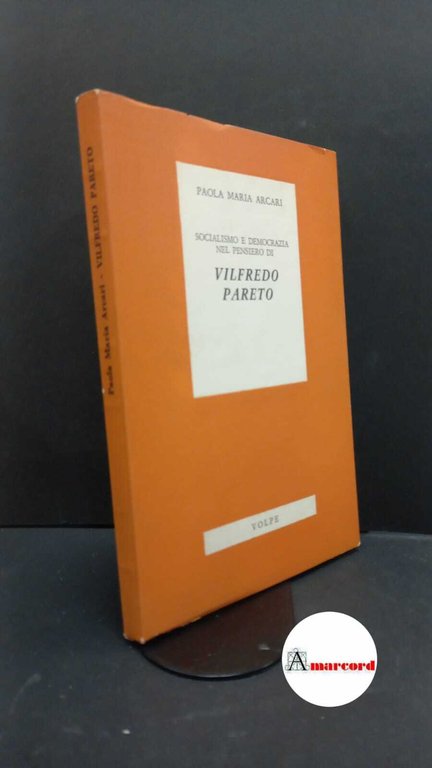 Paola Maria Arcari - VILFREDO PARETO
PAOLA MARIA ARCARI
SOCIALISMO E DEMOCRAZIA
NEL PENSIERO DI
VILFREDO
PARETO
VOLPE
Amarcord